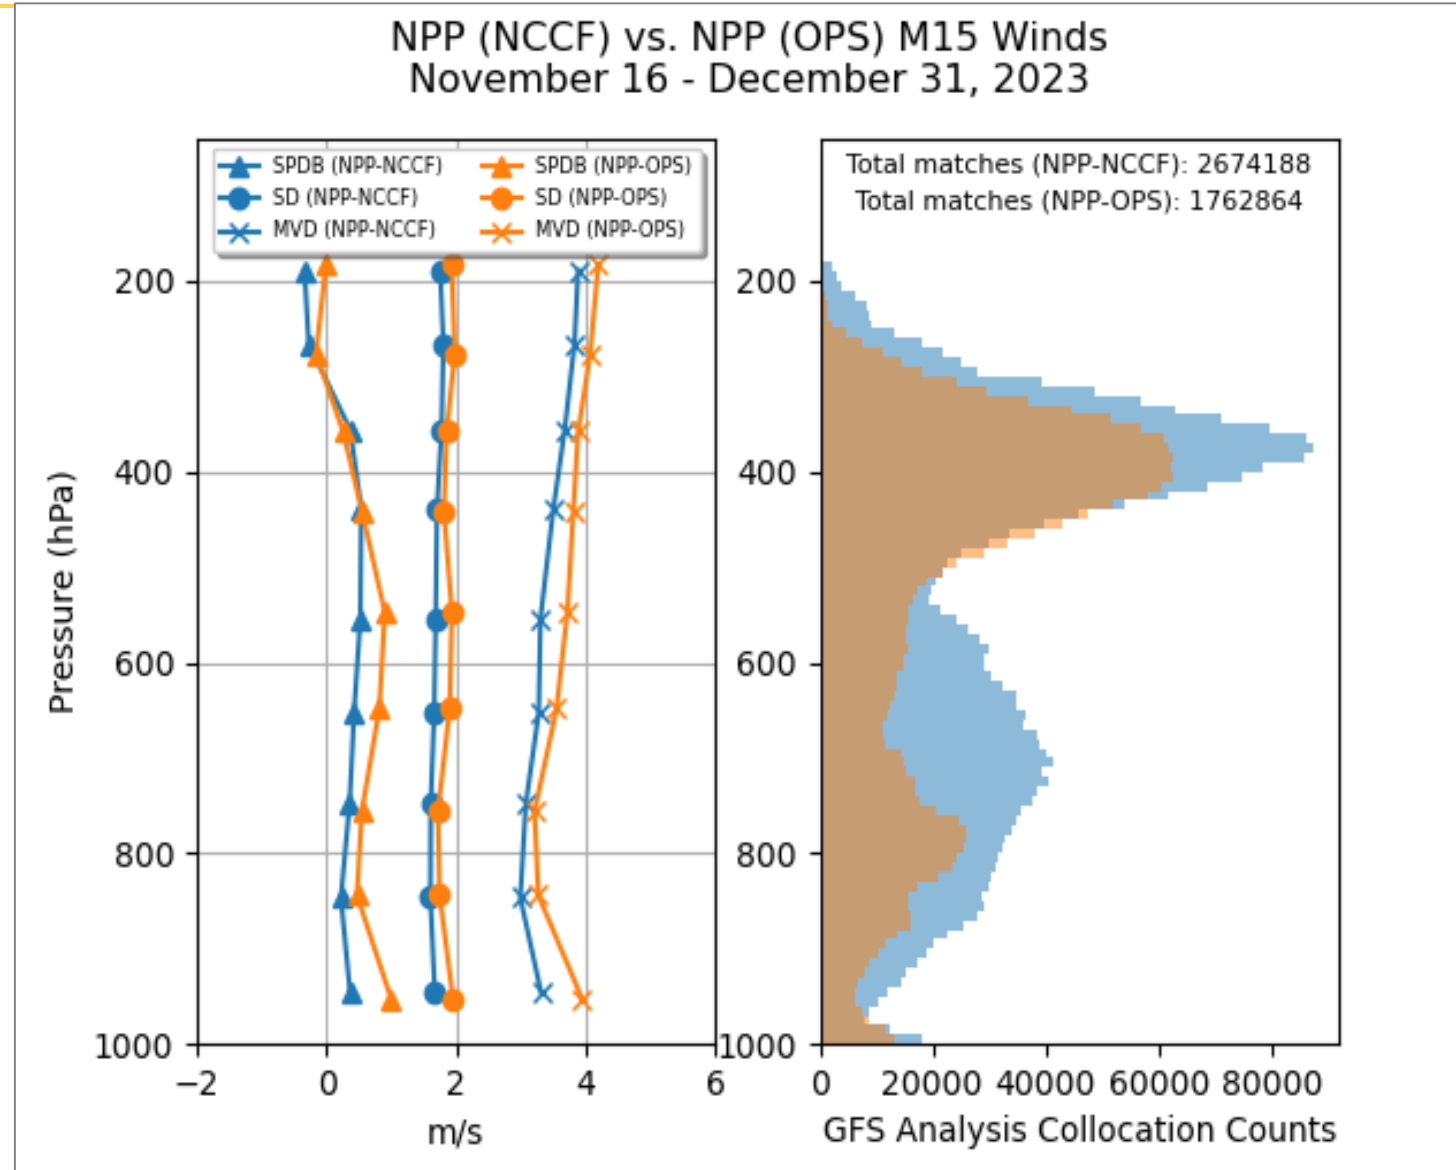 NPP (NCCF) vs. NPP (OPS) M15 Winds
November 16 - December 31, 2023
SPDB (NPP-NCCF) SPDB (NPP-OPS)
SD (NPP-NCCF) SD (NPP-OPS)
MVD (NPP-NCCF) MVD (NPP-OPS)
Total matches (NPP-NCCF): 2674188
Total matches (NPP-OPS): 1762864
Pressure (hPa)
200
400
600
800
1000
−2 0 2 4 6
m/s
200
400
600
800
1000
0 20000 40000 60000 80000
GFS Analysis Collocation Counts